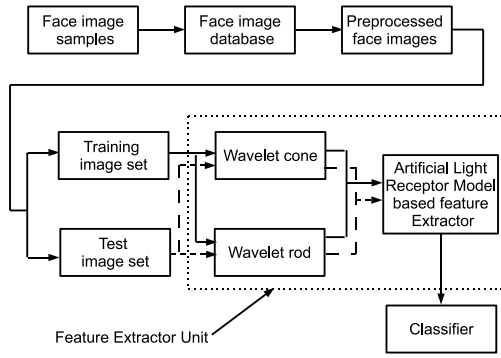 Face image
samples
Face image
database
Preprocessed
face images
Training
image set
Wavelet cone
Artificial Light
Receptor Model
based feature
Extractor
Test
image set
Wavelet rod
Feature Extractor Unit
Classifier